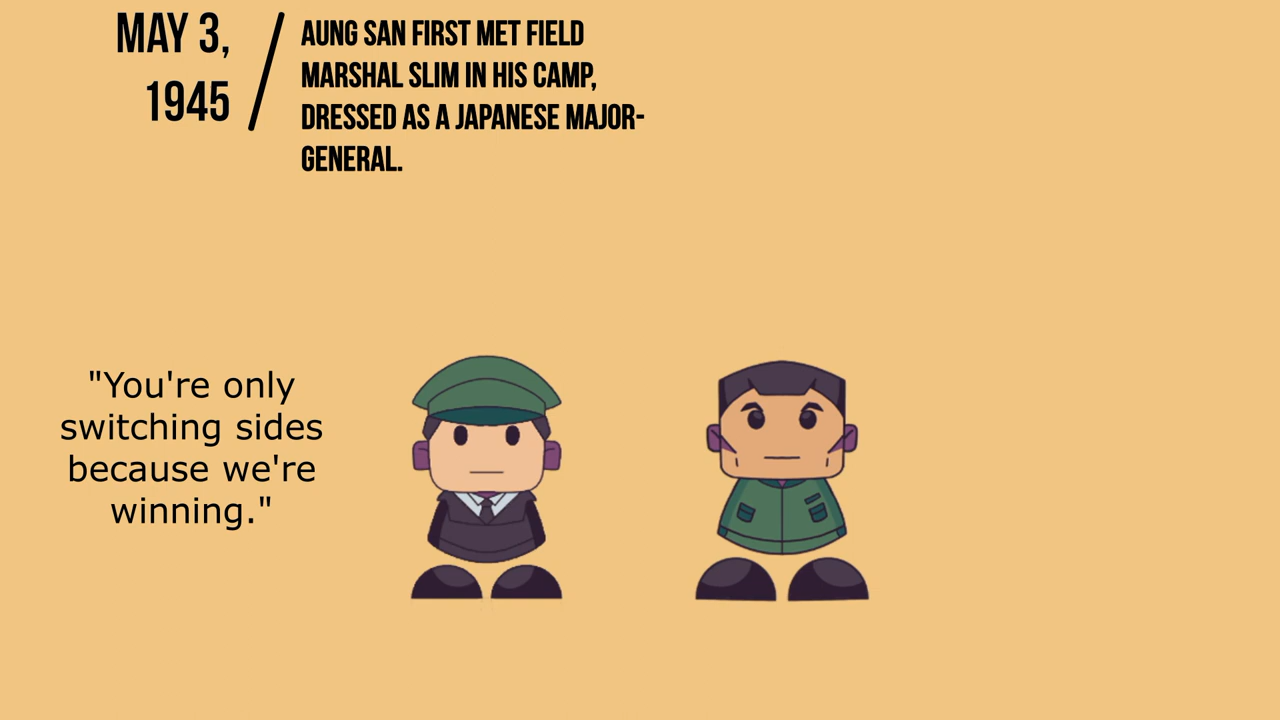 MAY 3,
1945
AUNG SAN FIRST MET FIELD
MARSHAL SLIM IN HIS CAMP,
DRESSED AS A JAPANESE MAJOR-
GENERAL.
"You're only
switching sides
because we're
winning."